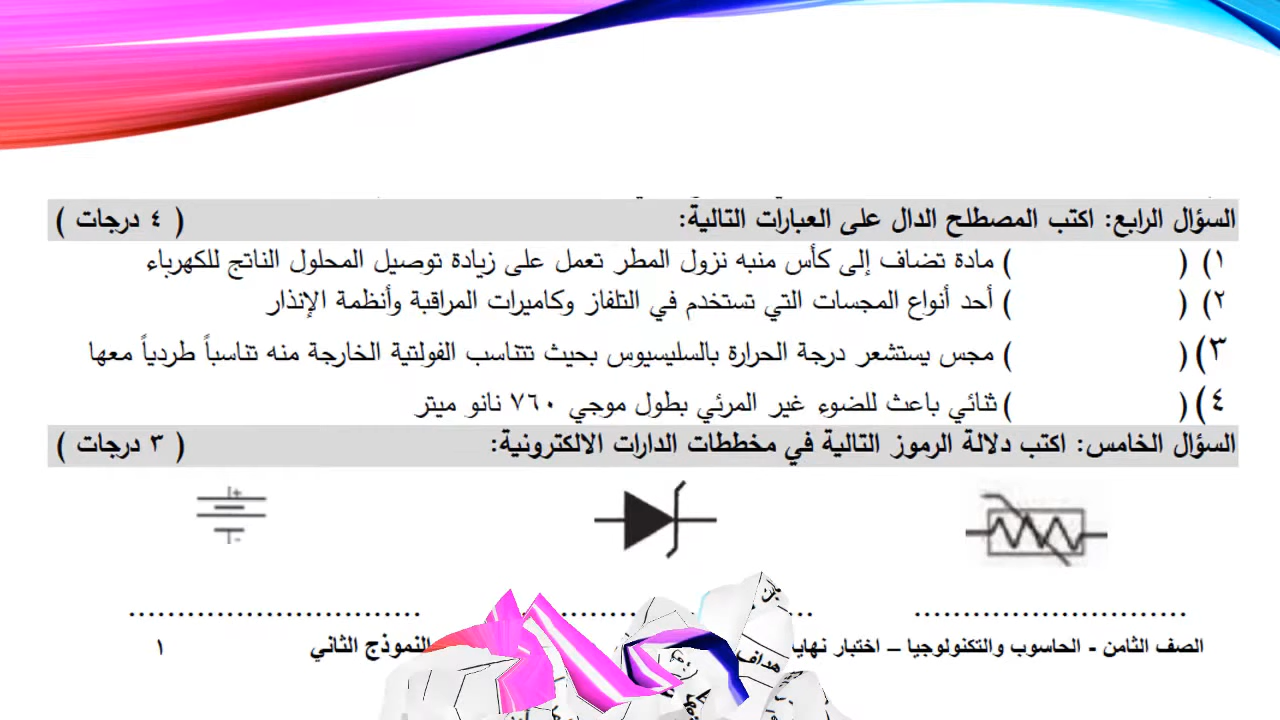 السؤال الرابع: اكتب المصطلح الدال على العبارات التالية: ( ٤ درجات )
١) ( ) مادة تضاف إلى كأس منبه نزول المطر تعمل على زيادة توصيل المحلول الناتج للكهرباء
٢) ( ) أحد أنواع المجسات التي تستخدم في التلفاز وكاميرات المراقبة وأنظمة الإنذار
٣) ( ) مجس يستشعر درجة الحرارة بالسليسيوس بحيث تتناسب الفولتية الخارجة منه تناسباً طردياً معها
٤) ( ) ثنائي باعث للضوء غير المرئي بطول موجي ٧٦٠ نانو ميتر
السؤال الخامس: اكتب دلالة الرموز التالية في مخططات الدارات الالكترونية: ( ٣ درجات )
+
-
............................ ............................ ............................
الصف الثامن - الحاسوب والتكنولوجيا – اختبار نهاية النموذج الثاني ١
هداف